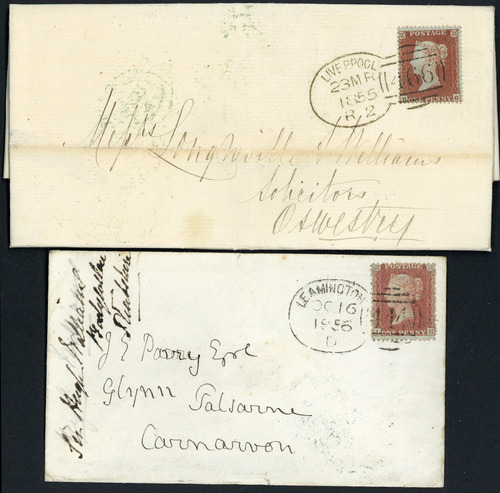 POSTAGE
LIVERPOOL
23 MR
1855
R. 2
466
ONE PENNY
Messrs Longueville & Williams
Solicitors
Oswestry
POSTAGE
LEAMINGTON
OC 16
1856
D
ONE PENNY
J E Parry Esqr
Glynn
Talsarne
Carnarvon